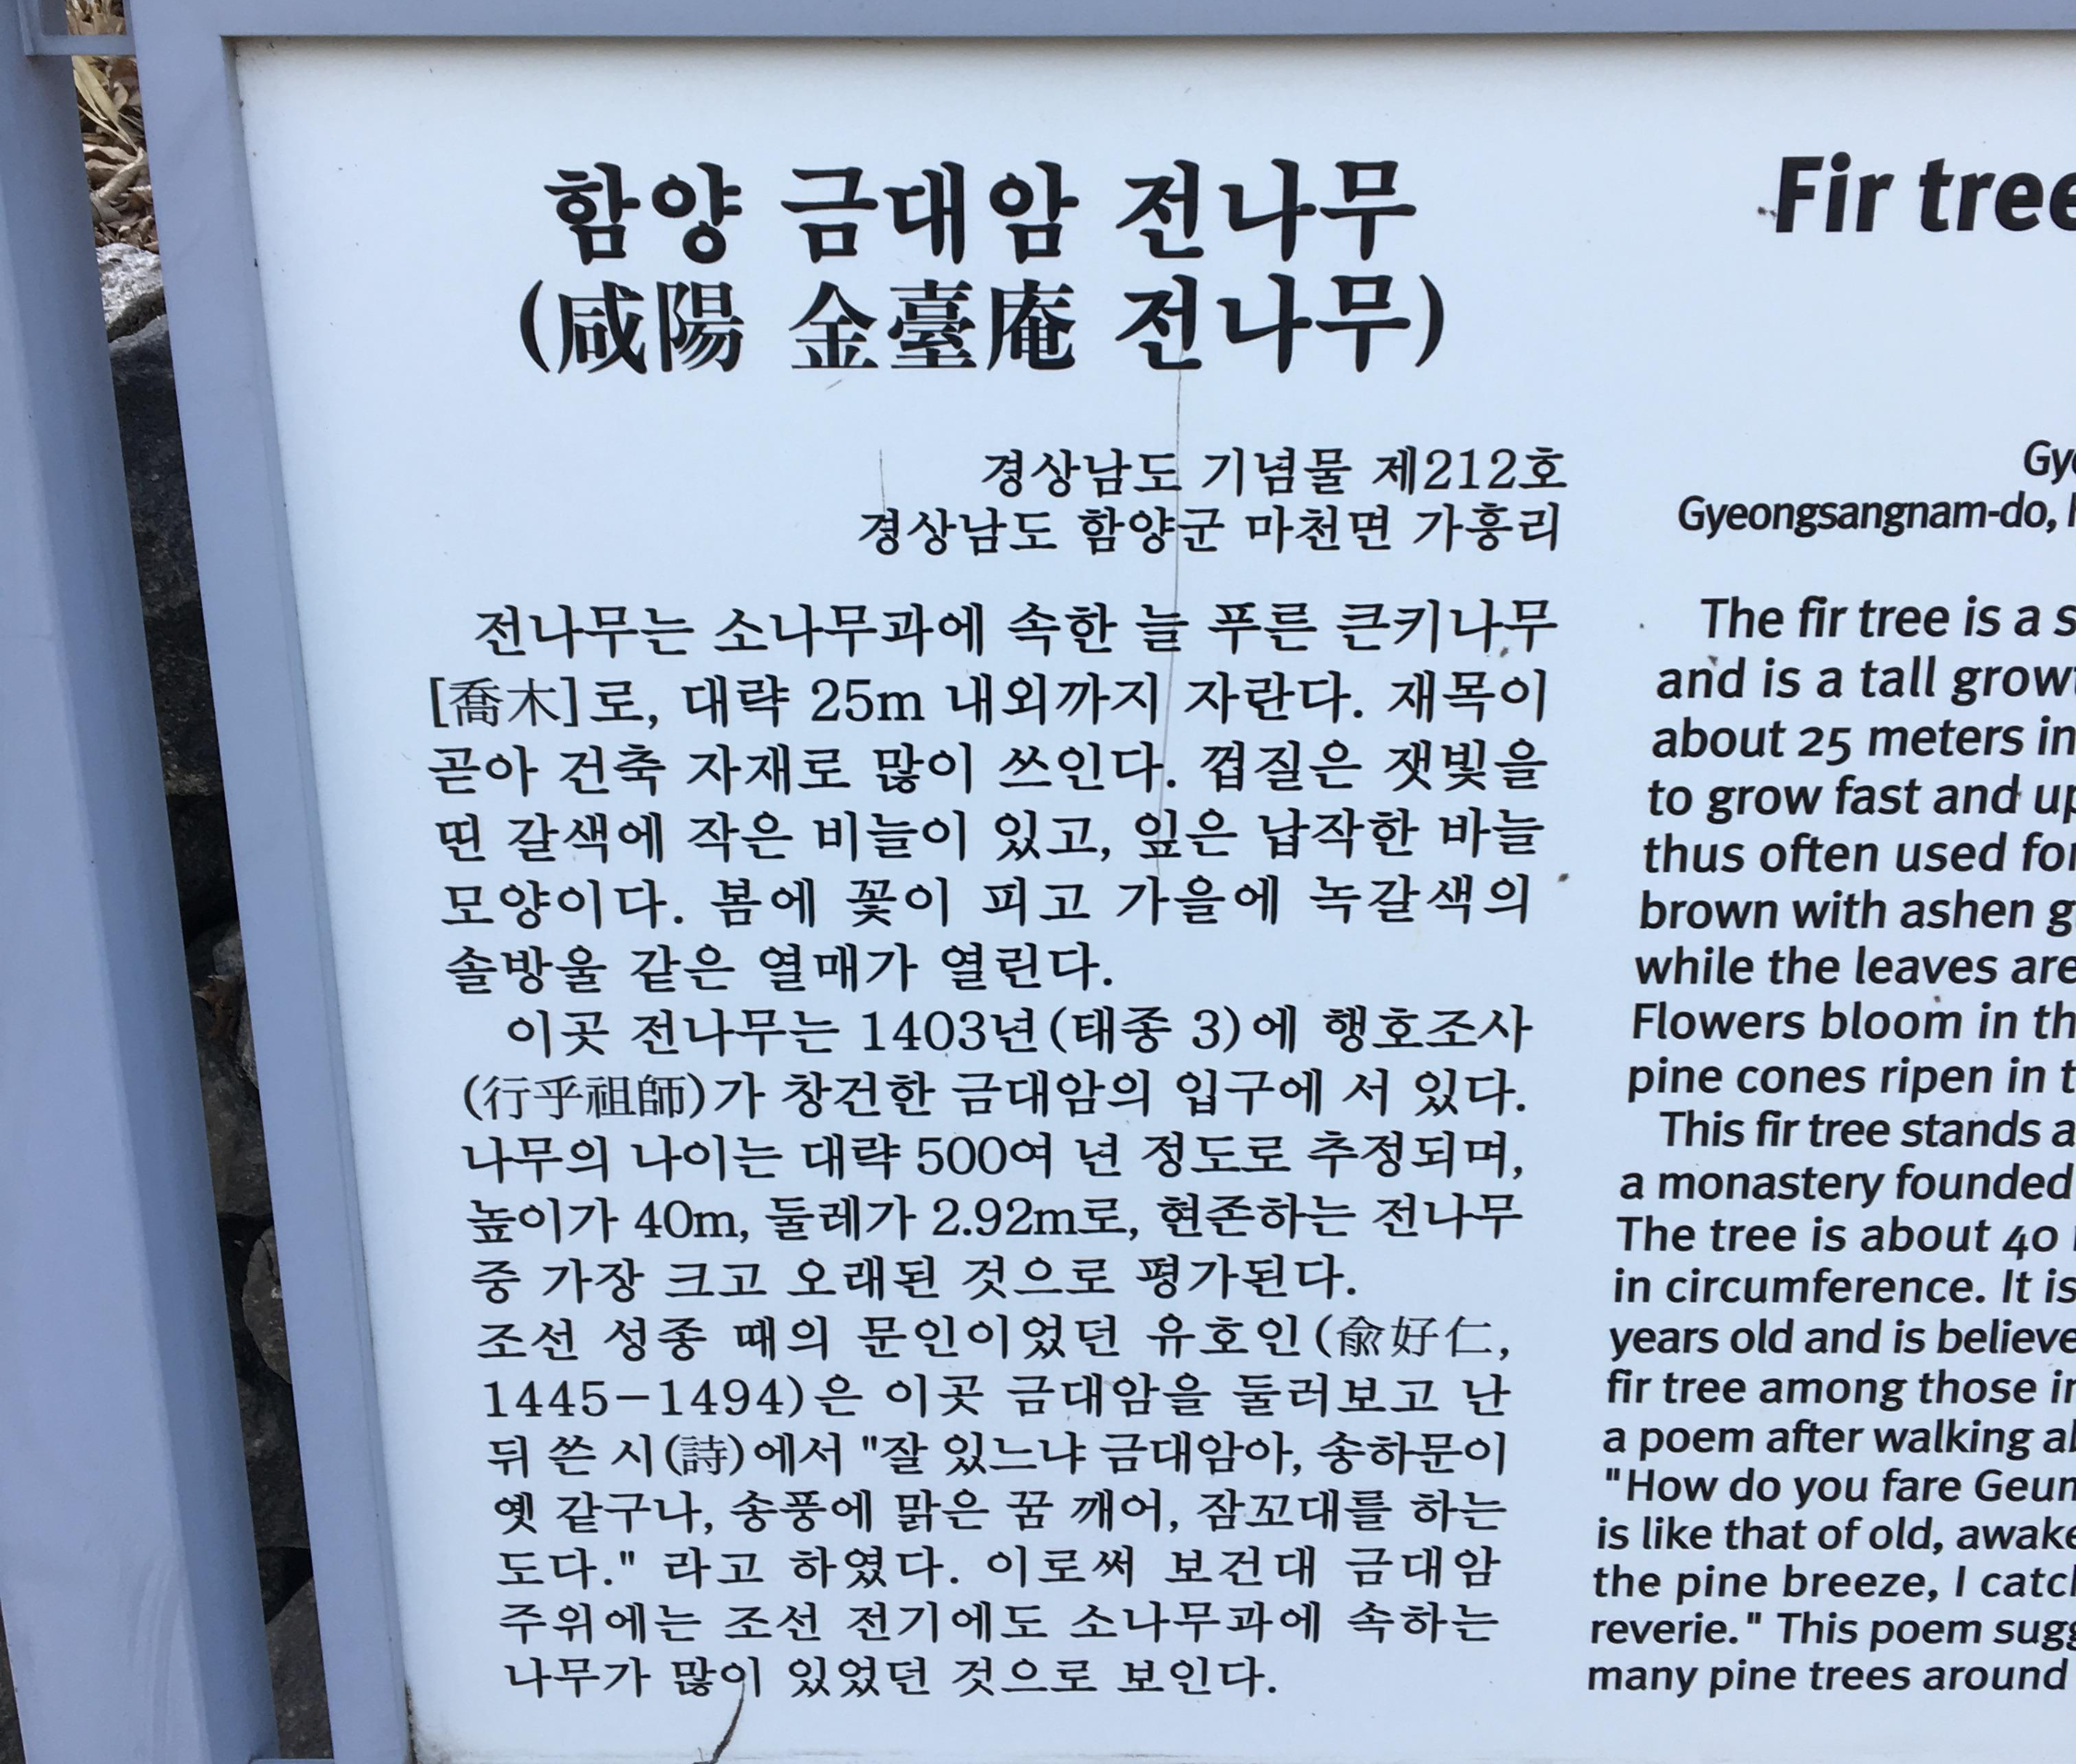 함양 금대암 전나무
(咸陽 金臺庵 전나무)
경상남도 기념물 제212호
경상남도 함양군 마천면 가흥리
전나무는 소나무과에 속한 늘 푸른 큰키나무
[喬木]로, 대략 25m 내외까지 자란다. 재목이
곧아 건축 자재로 많이 쓰인다. 껍질은 잿빛을
띤 갈색에 작은 비늘이 있고, 잎은 납작한 바늘
모양이다. 봄에 꽃이 피고 가을에 녹갈색의
솔방울 같은 열매가 열린다.
이곳 전나무는 1403년(태종 3)에 행호조사
(行乎祖師)가 창건한 금대암의 입구에 서 있다.
나무의 나이는 대략 500여 년 정도로 추정되며,
높이가 40m, 둘레가 2.92m로, 현존하는 전나무
중 가장 크고 오래된 것으로 평가된다.
조선 성종 때의 문인이었던 유호인(兪好仁,
1445-1494)은 이곳 금대암을 둘러보고 난
뒤 쓴 시(詩)에서 "잘 있느냐 금대암아, 송하문이
옛 같구나, 송풍에 맑은 꿈 깨어, 잠꼬대를 하는
도다." 라고 하였다. 이로써 보건대 금대암
주위에는 조선 전기에도 소나무과에 속하는
나무가 많이 있었던 것으로 보인다.
Fir tree
Gyeongsangnam-do,
The fir tree is a
and is a tall
about 25 meters in
to grow fast and
thus often used
brown with ashen
while the leaves are
Flowers bloom in
pine cones ripen in
This fir tree stands
a monastery founded
The tree is about 40
in circumference. It is
years old and is
fir tree among those
a poem after walking
"How do you fare
is like that of old,
the pine breeze, I
reverie." This poem
many pine trees around